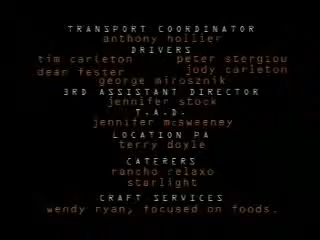 TRANSPORT COORDINATOR
anthony hollier
DRIVERS
tim carleton peter stergiou
dear fester jody carleton
george mirosznik
3RD ASSISTANT DIRECTOR
jennifer stock
T.A.D.
jennifer mcsweeney
LOCATION PA
terry doyle
CATERERS
rancho relaxo
starlight
CRAFT SERVICES
wendy ryan, focused on foods.